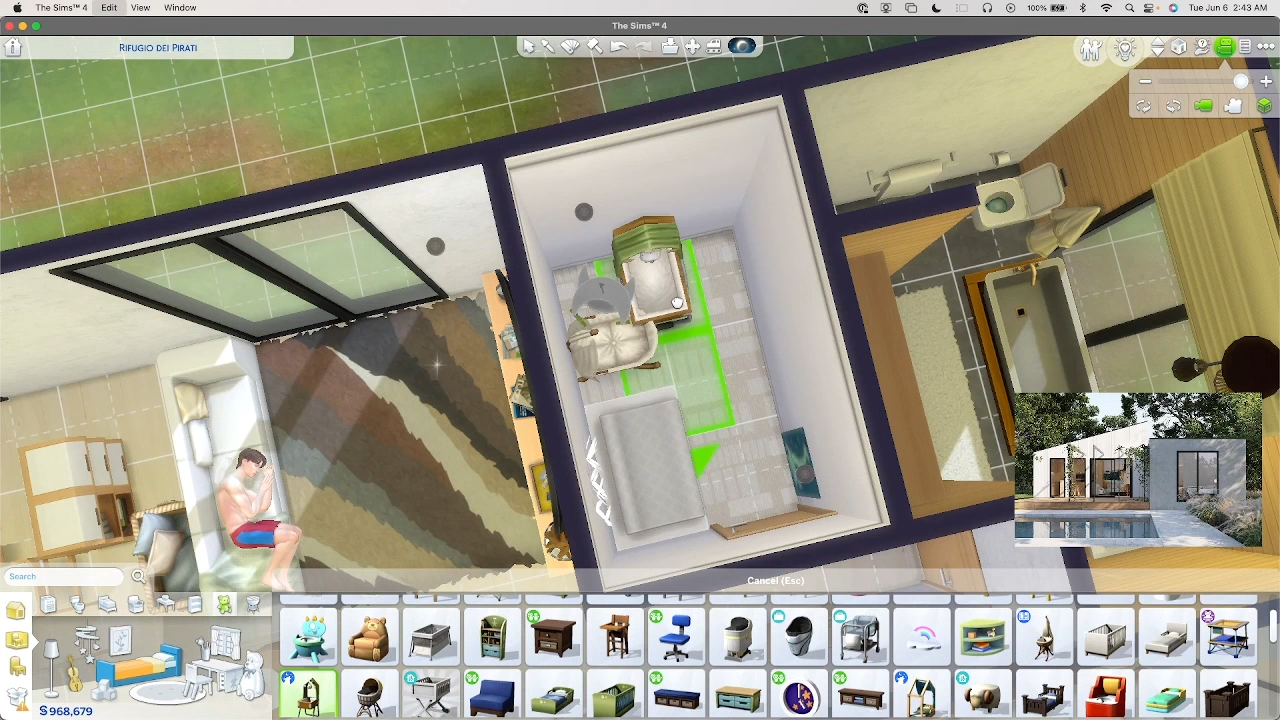 The Sims™ 4
Edit
View
Window
100%
Tue Jun 6 2:43 AM
The Sims™ 4
Rifugio dei Pirati
Cancel (Esc)
Search
§968,679